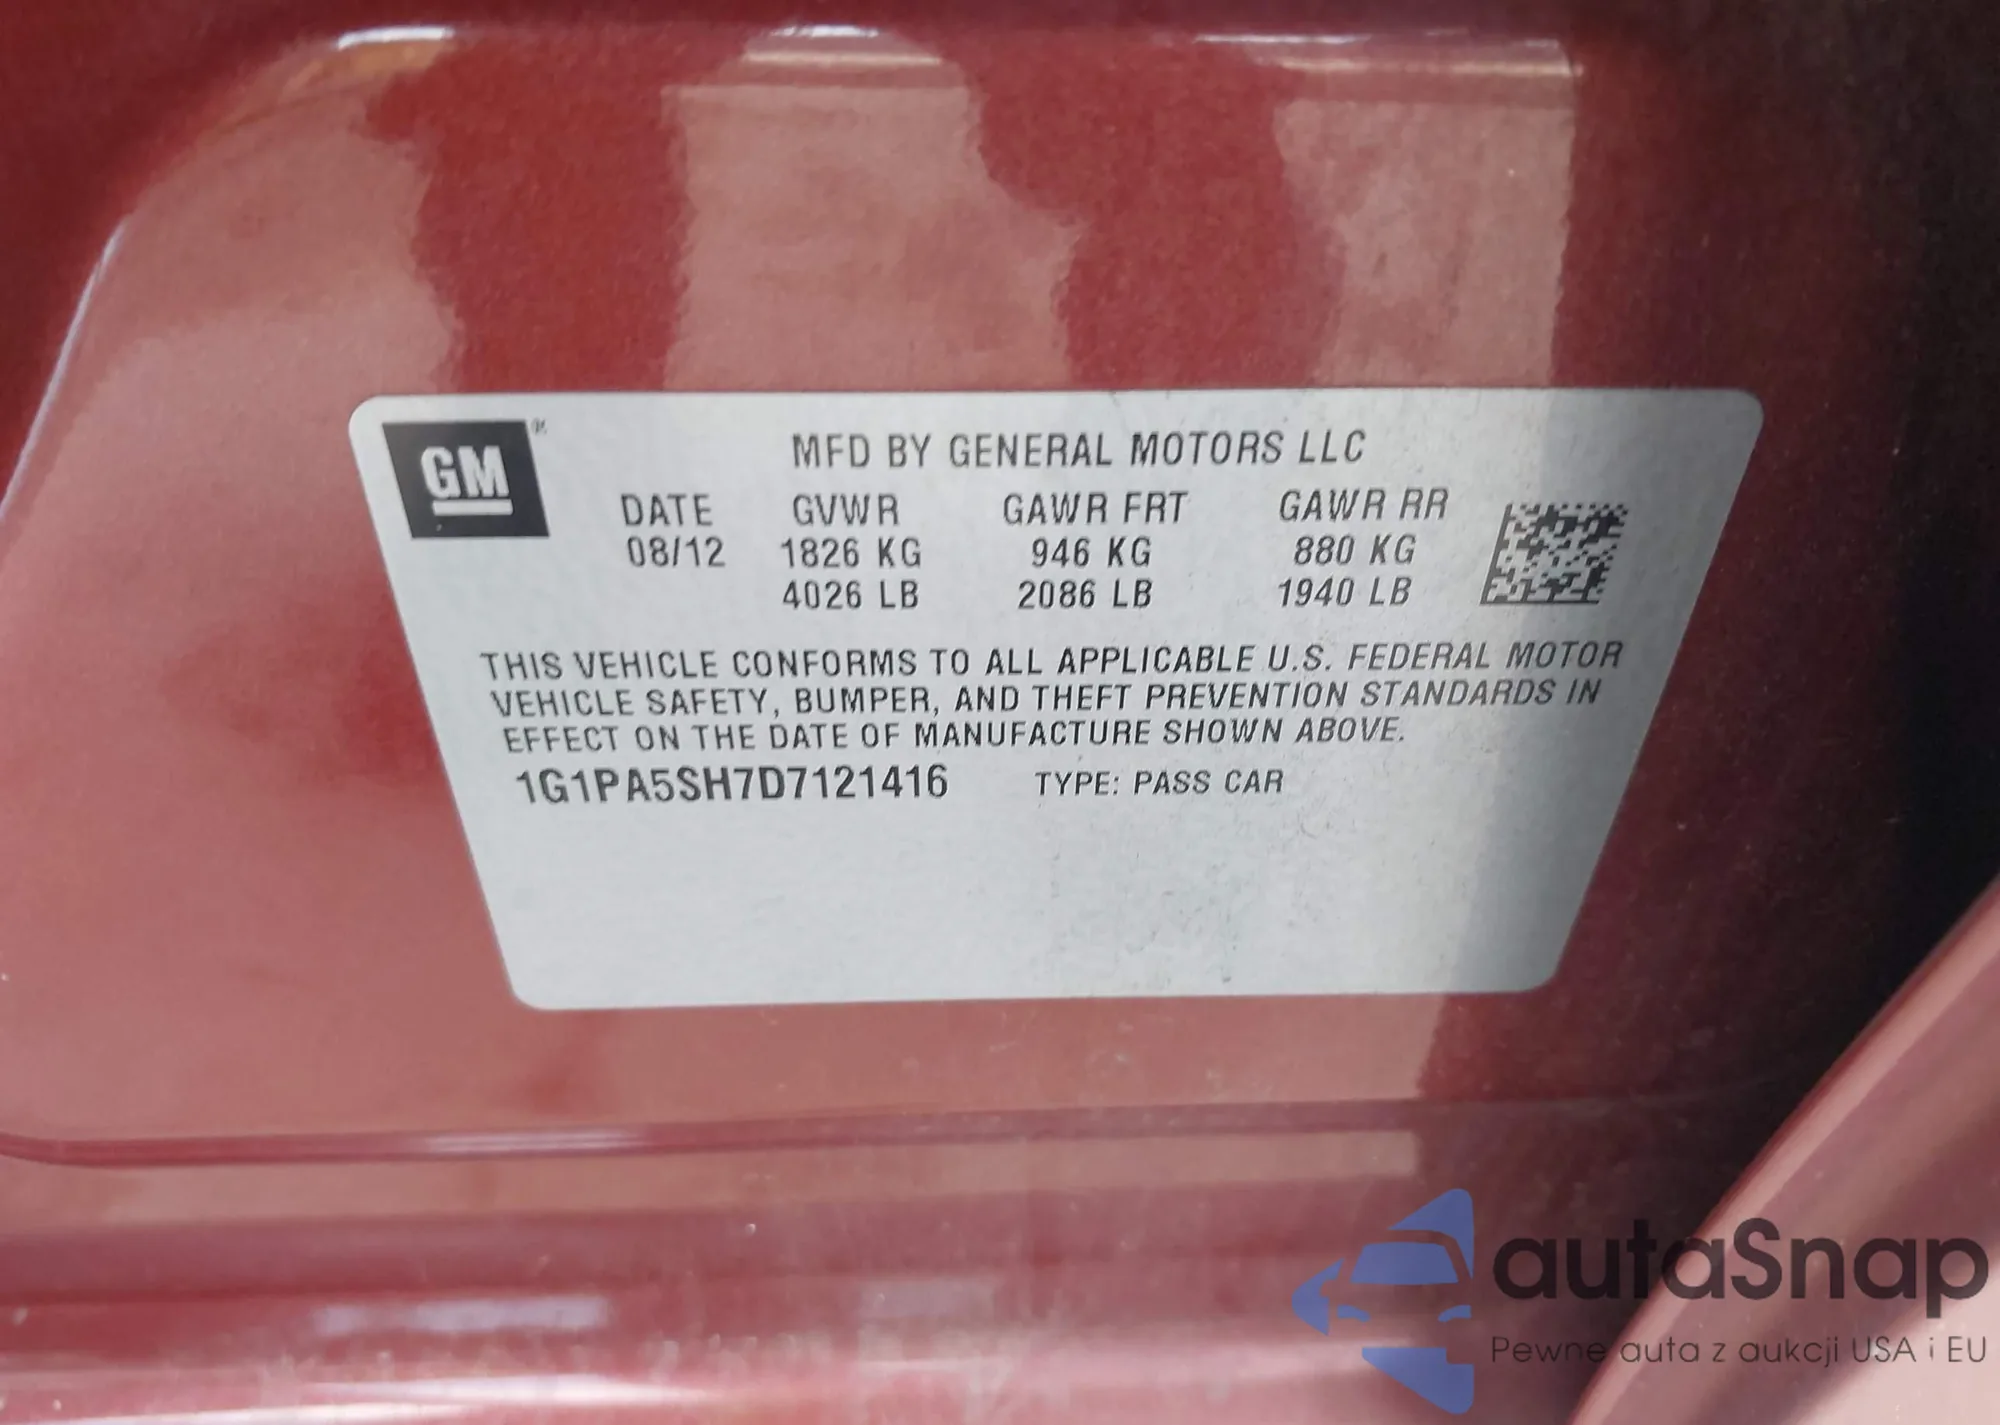 GM
MFD BY GENERAL MOTORS LLC
DATE GVWR GAWR FRT GAWR RR
08/12 1826 KG 946 KG 880 KG
4026 LB 2086 LB 1940 LB
THIS VEHICLE CONFORMS TO ALL APPLICABLE U.S. FEDERAL MOTOR
VEHICLE SAFETY, BUMPER, AND THEFT PREVENTION STANDARDS IN
EFFECT ON THE DATE OF MANUFACTURE SHOWN ABOVE.
1G1PA5SH7D7121416 TYPE: PASS CAR
autaSnap
Pewne auta z aukcji USA i EU